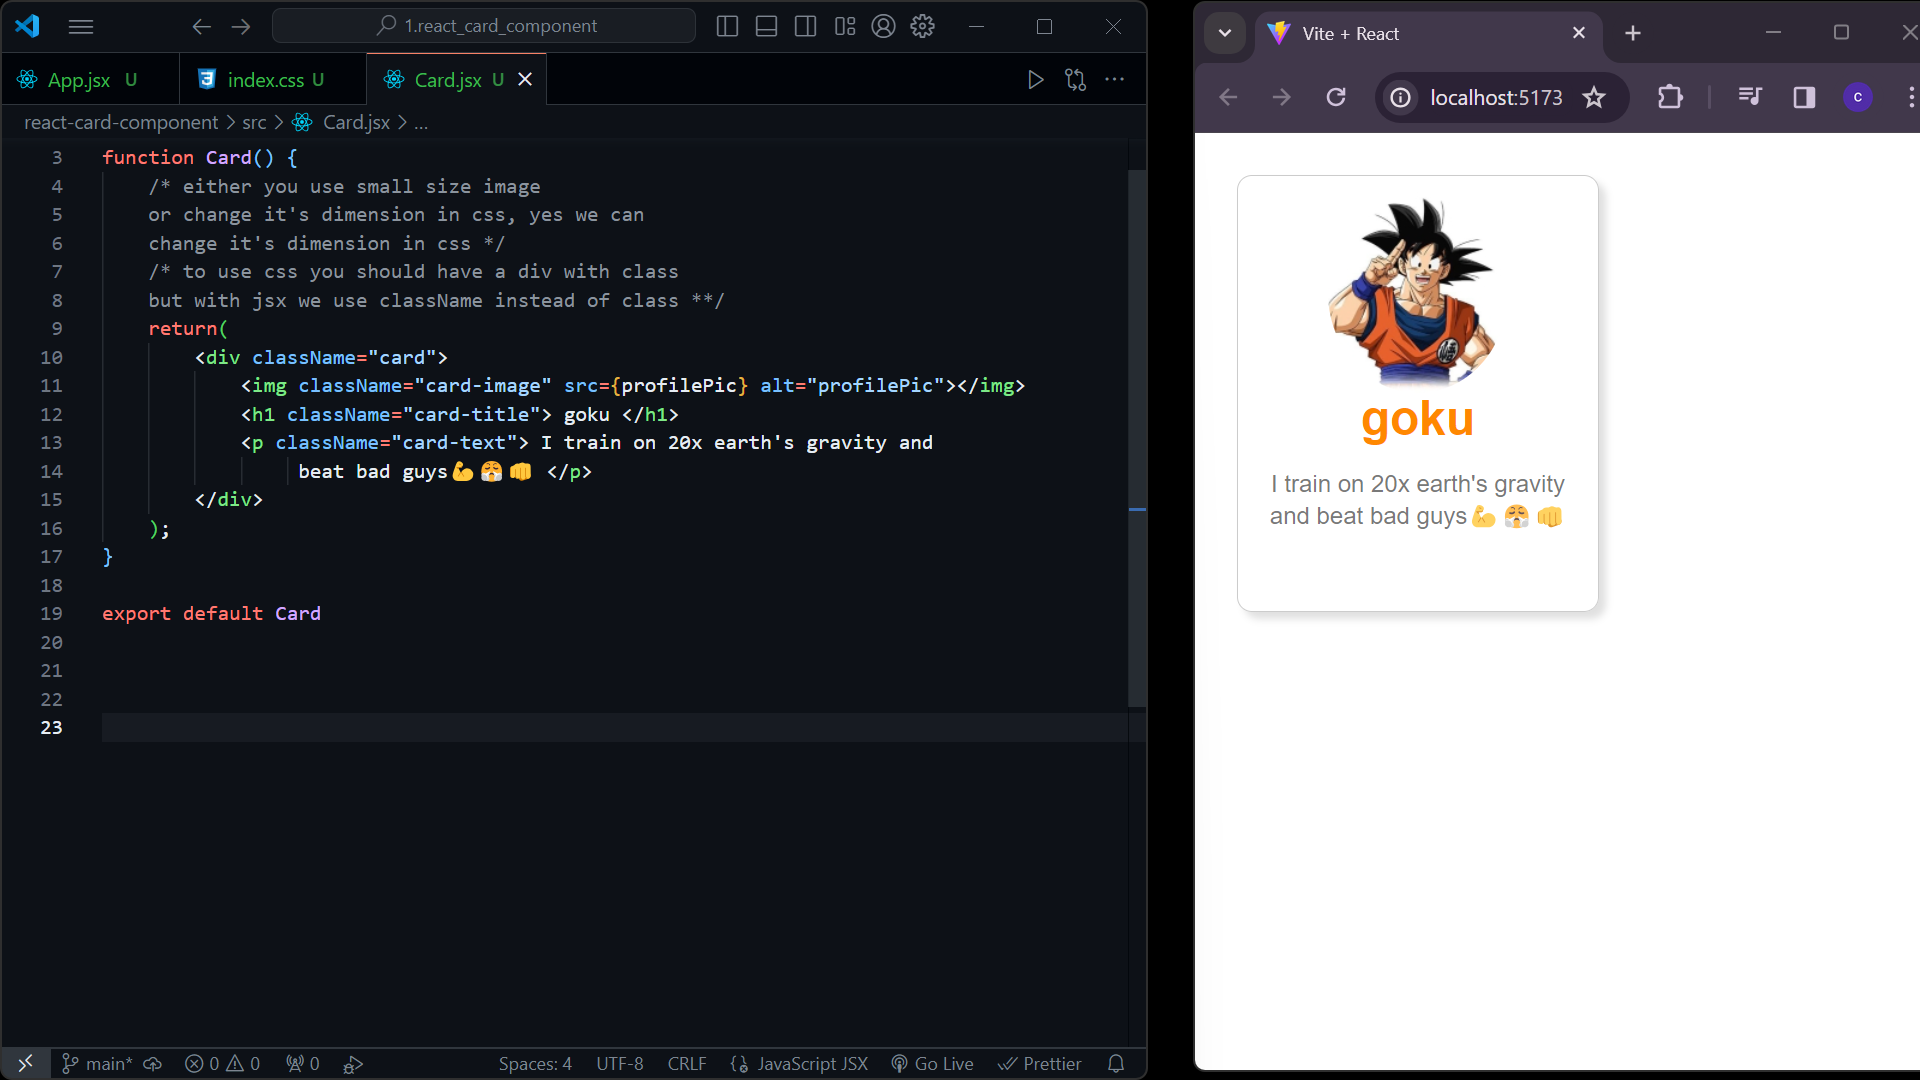 1.react_card_component
App.jsx U
index.css U
Card.jsx U
react-card-component > src > Card.jsx > ...
3 function Card() {
4 /* either you use small size image
5 or change it's dimension in css, yes we can
6 change it's dimension in css */
7 /* to use css you should have a div with class
8 but with jsx we use className instead of class **/
9 return(
10 <div className="card">
11 <img className="card-image" src={profilePic} alt="profilePic"></img>
12 <h1 className="card-title"> goku </h1>
13 <p className="card-text"> I train on 20x earth's gravity and
14 beat bad guys💪😤👊 </p>
15 </div>
16 );
17 }
18
19 export default Card
20
21
22
23
main* 0 0 0 Spaces: 4 UTF-8 CRLF JavaScript JSX Go Live Prettier
Vite + React
localhost:5173
C
goku
I train on 20x earth's gravity
and beat bad guys💪😤👊